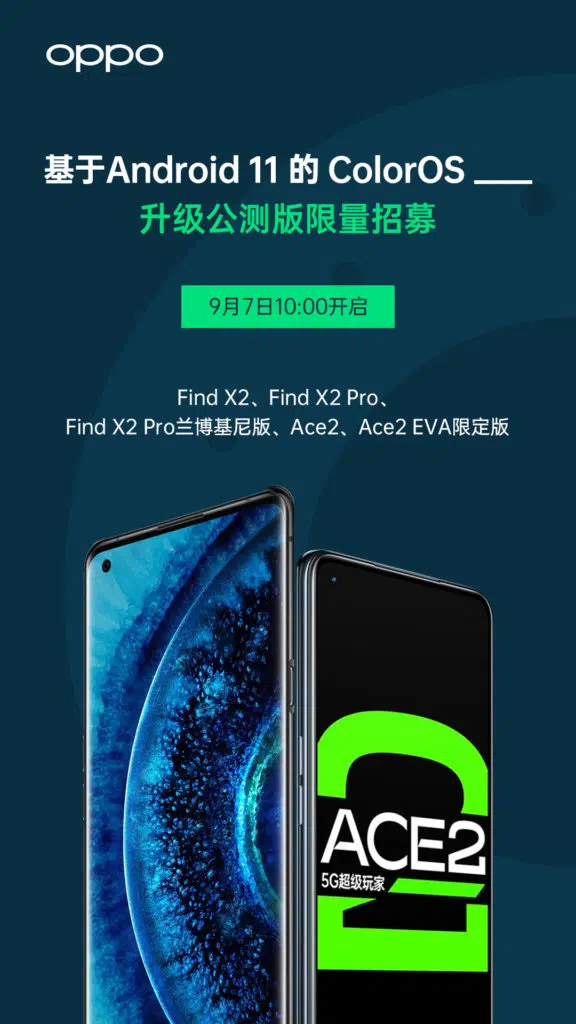 oppo
基于Android 11 的 ColorOS ___
升级公测版限量招募
9月7日10:00开启
Find X2、Find X2 Pro、
Find X2 Pro兰博基尼版、Ace2、Ace2 EVA限定版
ACE2
5G超级玩家